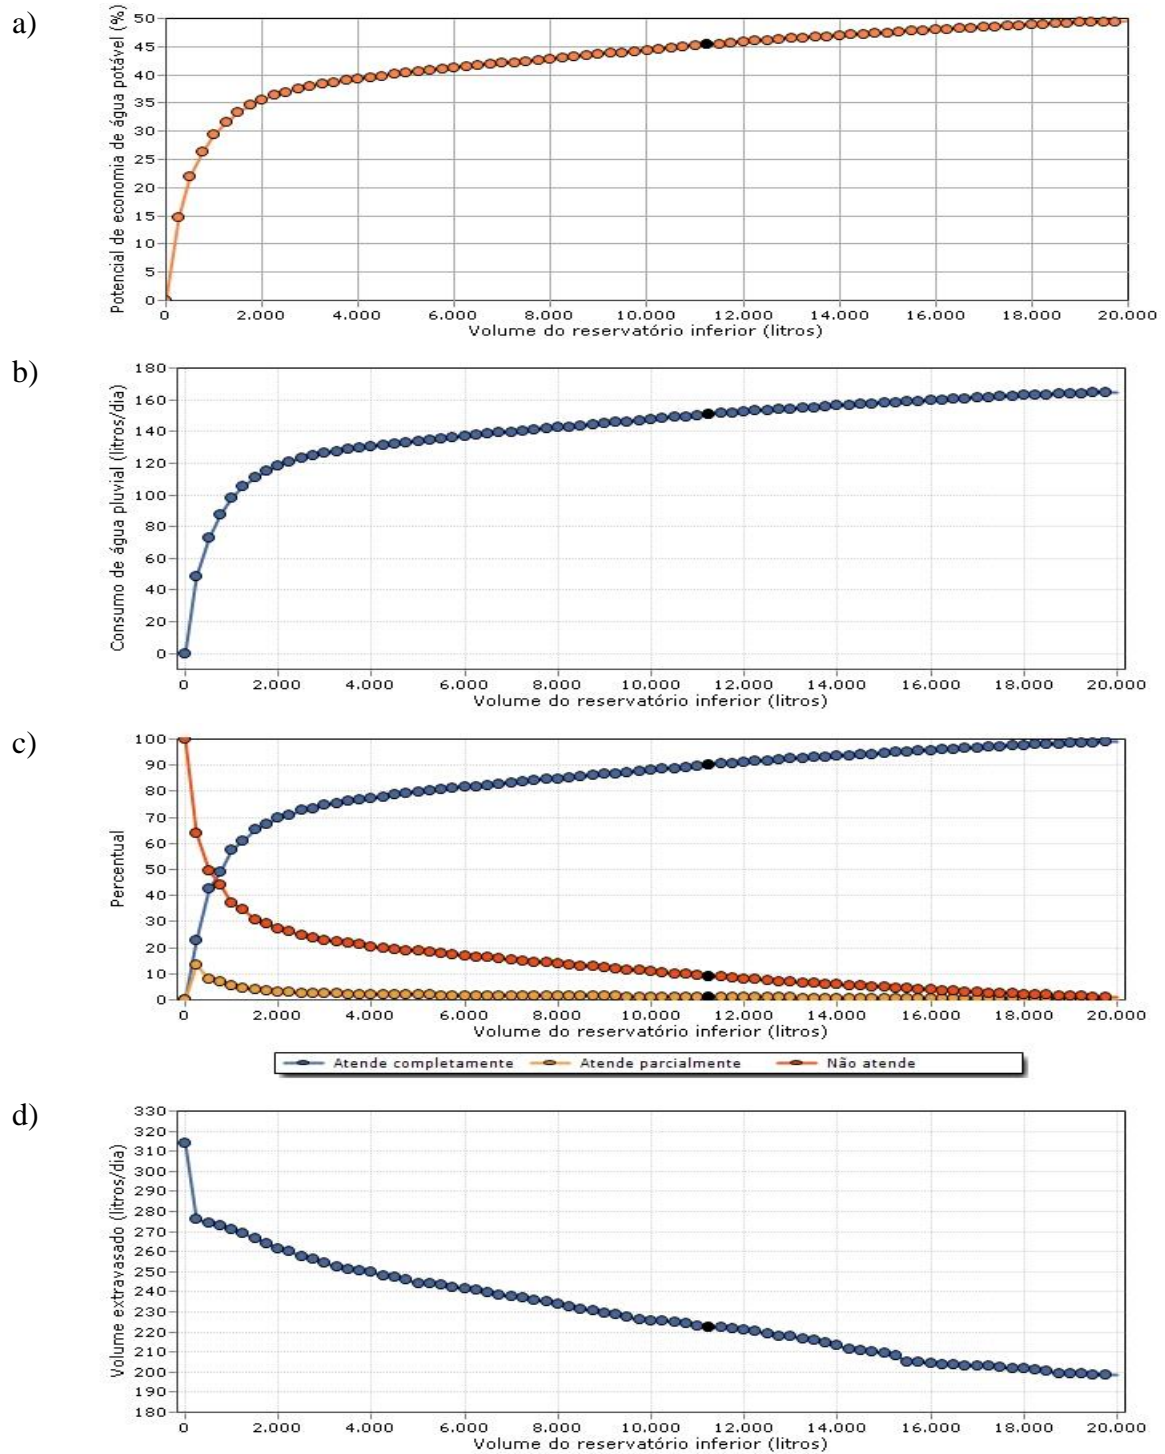 a)
Potencial de economia de água potável (%)
50
45
40
35
30
25
20
15
10
5
0
0 2.000 4.000 6.000 8.000 10.000 12.000 14.000 16.000 18.000 20.000
Volume do reservatório inferior (litros)
b)
Consumo de água pluvial (litros/dia)
180
160
140
120
100
80
60
40
20
0
0 2.000 4.000 6.000 8.000 10.000 12.000 14.000 16.000 18.000 20.000
Volume do reservatório inferior (litros)
c)
Percentual
100
90
80
70
60
50
40
30
20
10
0
0 2.000 4.000 6.000 8.000 10.000 12.000 14.000 16.000 18.000 20.000
Volume do reservatório inferior (litros)
Atende completamente Atende parcialmente Não atende
d)
Volume extravasado (litros/dia)
330
320
310
300
290
280
270
260
250
240
230
220
210
200
190
180
0 2.000 4.000 6.000 8.000 10.000 12.000 14.000 16.000 18.000 20.000
Volume do reservatório inferior (litros)